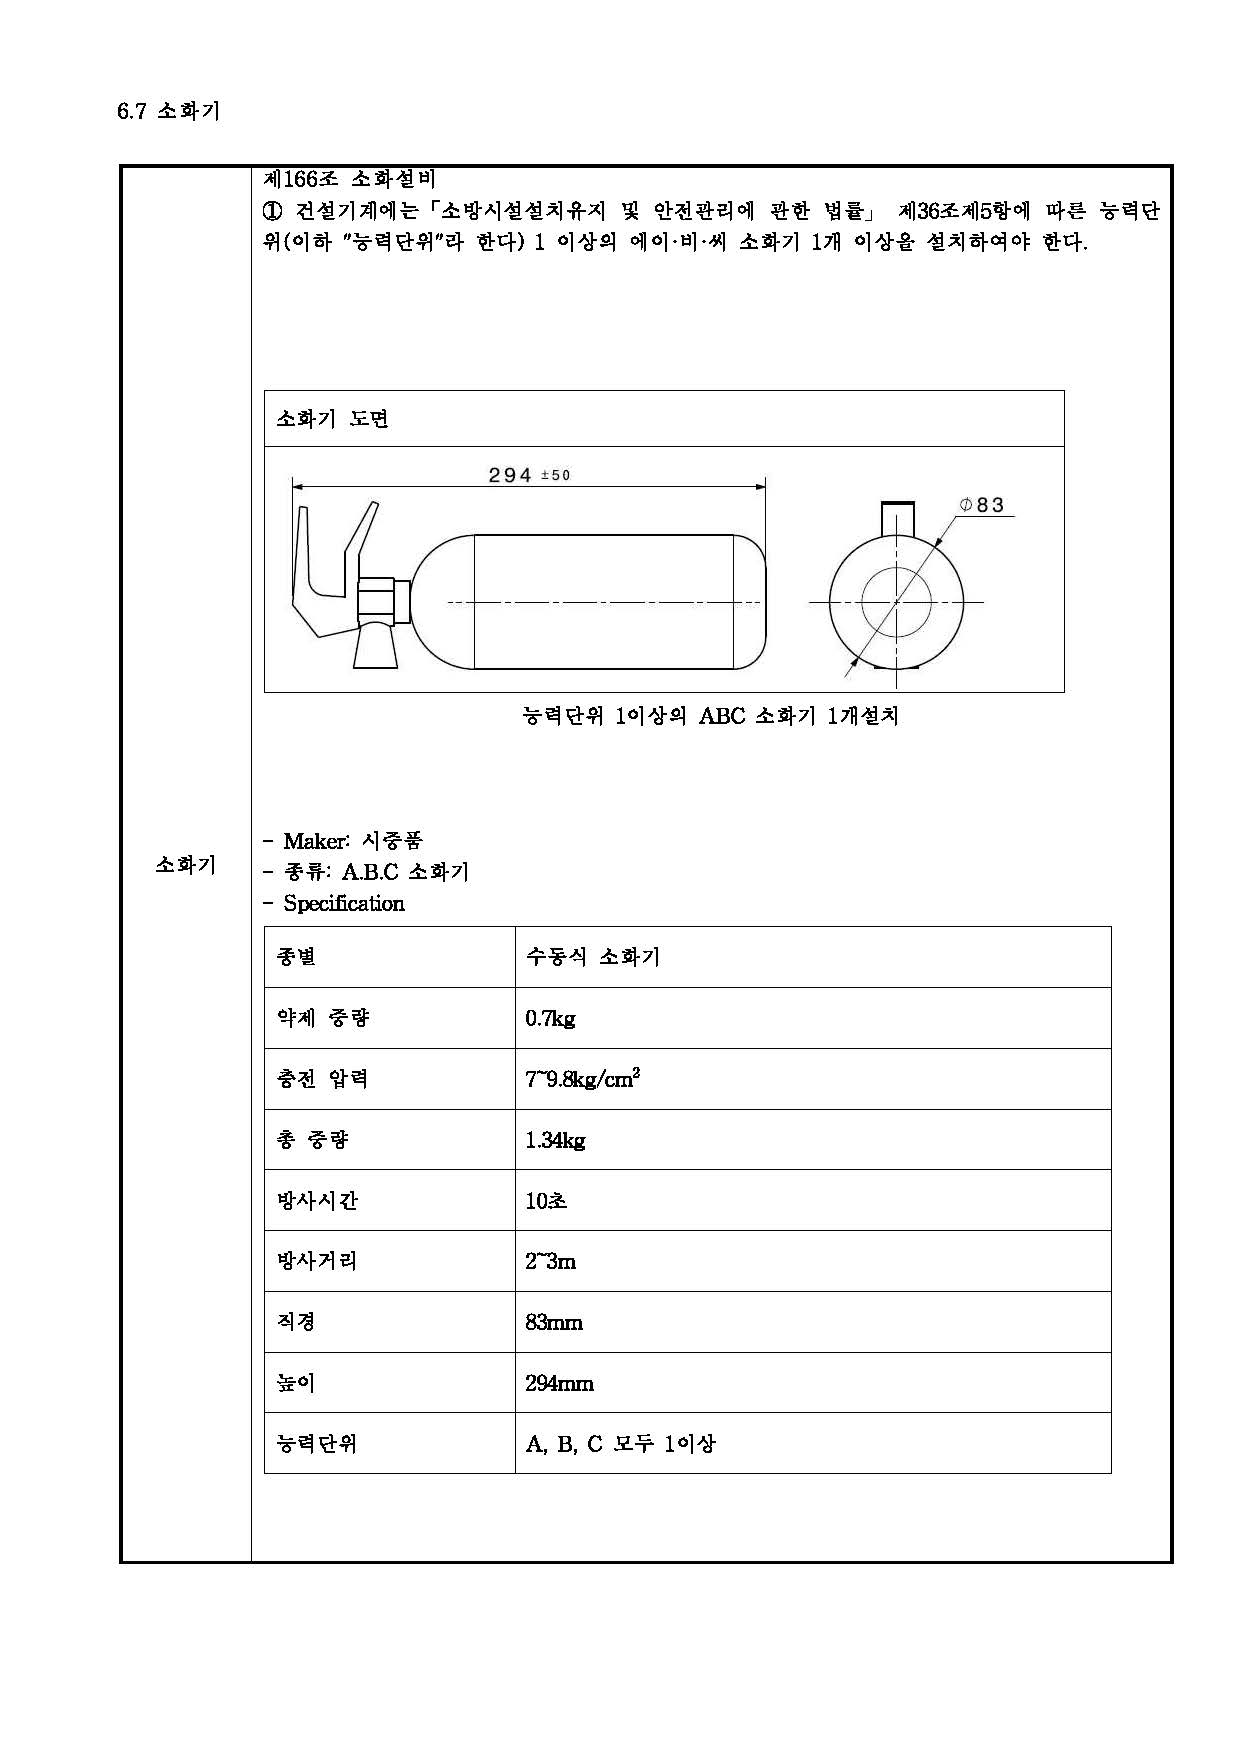 6.7 소화기
제166조 소화설비
① 건설기계에는「소방시설설치유지 및 안전관리에 관한 법률」 제36조제5항에 따른 능력단
위(이하 "능력단위"라 한다) 1 이상의 에이·비·씨 소화기 1개 이상을 설치하여야 한다.
소화기 도면
294 ±50
∅83
능력단위 1이상의 ABC 소화기 1개설치
소화기
- Maker: 시중품
- 종류: A.B.C 소화기
- Specification
종별 수동식 소화기
약제 중량 0.7kg
충전 압력 7~9.8kg/cm²
총 중량 1.34kg
방사시간 10초
방사거리 2~3m
직경 83mm
높이 294mm
능력단위 A, B, C 모두 1이상